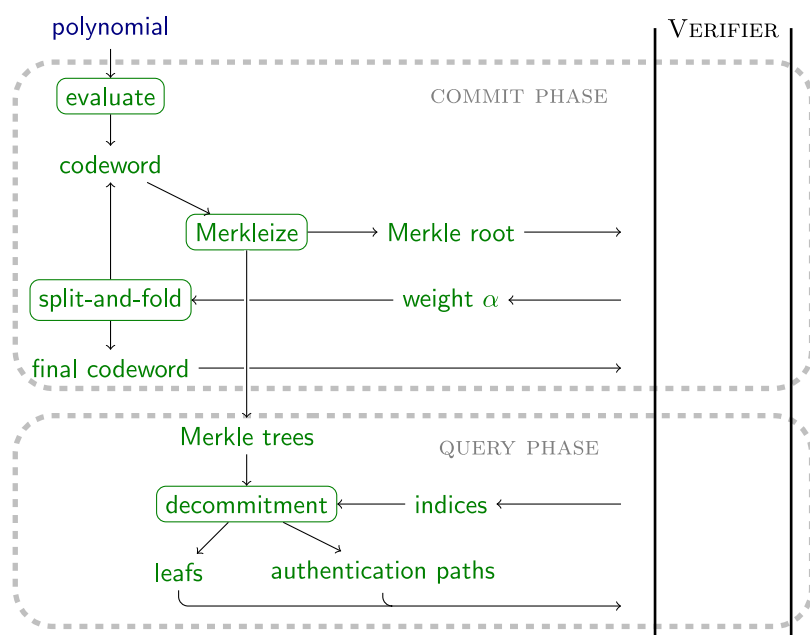 polynomial
VERIFIER
evaluate
COMMIT PHASE
codeword
Merkleize
Merkle root
split-and-fold
weight α
final codeword
Merkle trees
QUERY PHASE
decommitment
indices
leafs
authentication paths